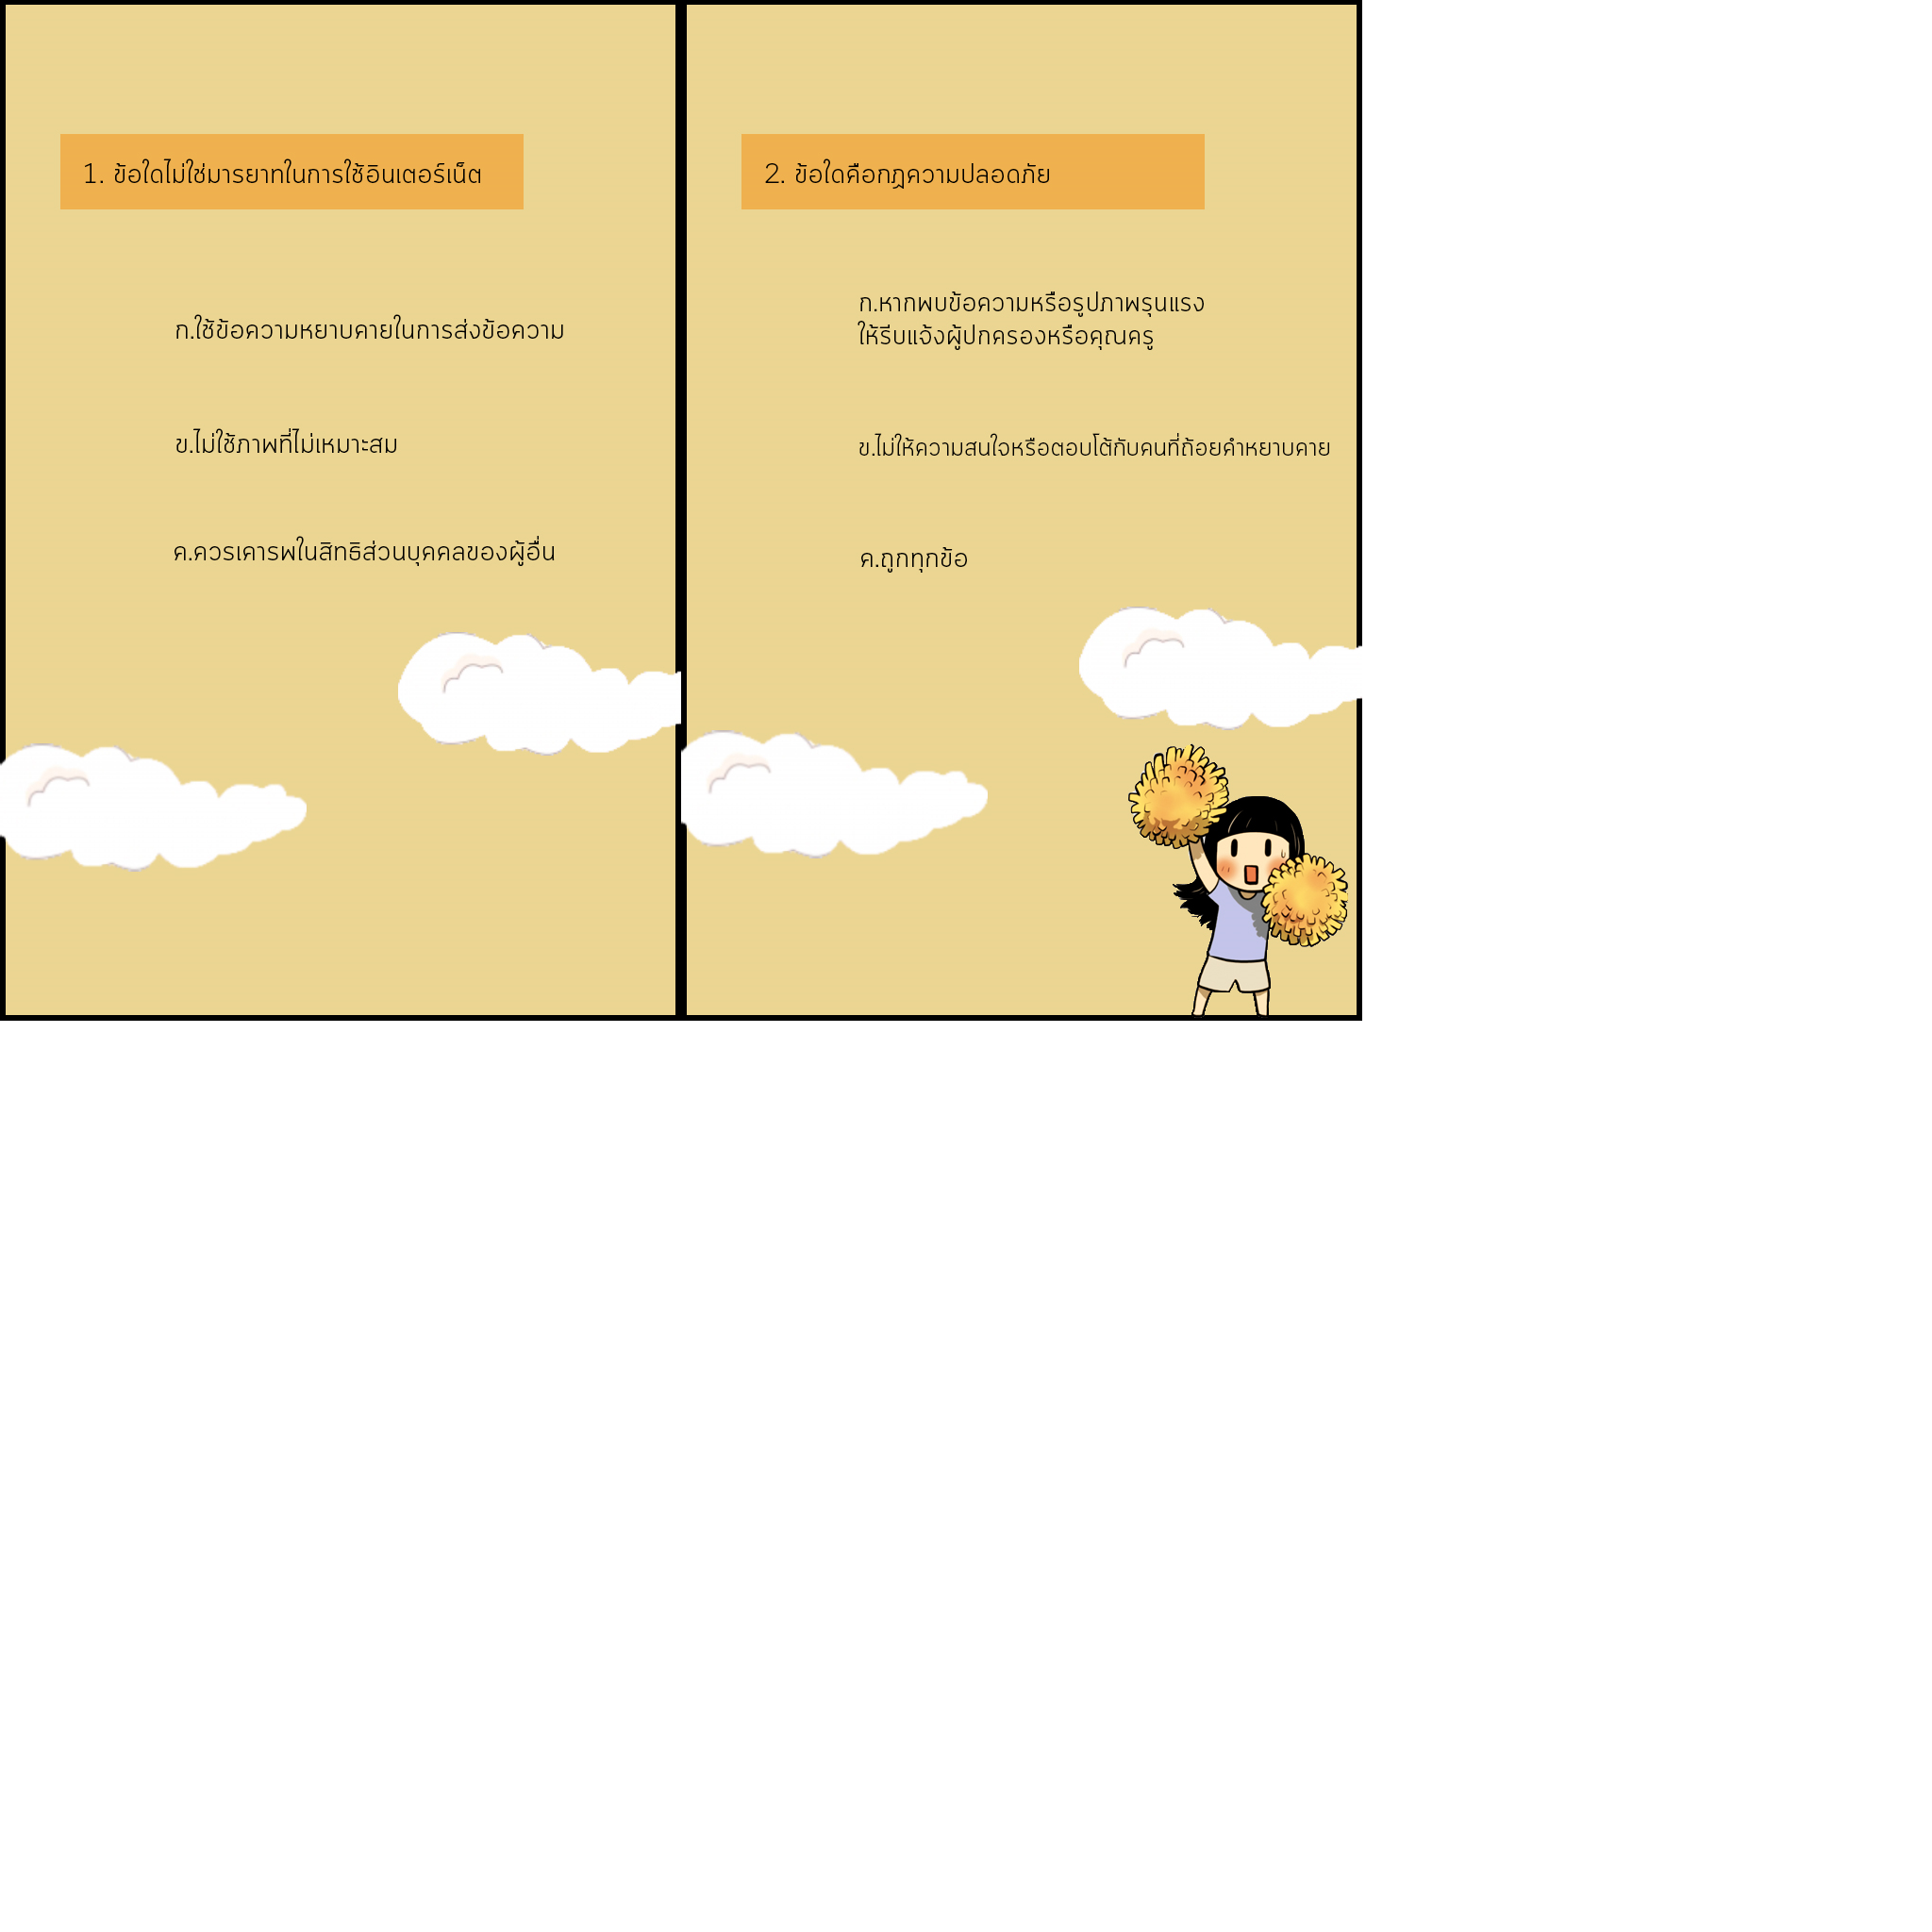 1. ข้อใดไม่ใช่มารยาทในการใช้อินเตอร์เน็ต
ก.ใช้ข้อความหยาบคายในการส่งข้อความ
ข.ไม่ใช้ภาพที่ไม่เหมาะสม
ค.ควรเคารพในสิทธิส่วนบุคคลของผู้อื่น
2. ข้อใดคือกฎความปลอดภัย
ก.หากพบข้อความหรือรูปภาพรุนแรง
ให้รีบแจ้งผู้ปกครองหรือคุณครู
ข.ไม่ให้ความสนใจหรือตอบโต้กับคนที่ถ้อยคำหยาบคาย
ค.ถูกทุกข้อ